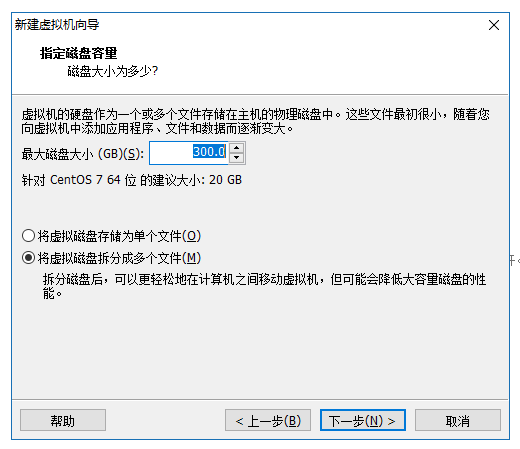 新建虚拟机向导
指定磁盘容量
磁盘大小为多少?
虚拟机的硬盘作为一个或多个文件存储在主机的物理磁盘中。这些文件最初很小，随着您
向虚拟机中添加应用程序、文件和数据而逐渐变大。
最大磁盘大小 (GB)(S): 300.0
针对 CentOS 7 64 位 的建议大小: 20 GB
将虚拟磁盘存储为单个文件(O)
将虚拟磁盘拆分成多个文件(M)
拆分磁盘后，可以更轻松地在计算机之间移动虚拟机，但可能会降低大容量磁盘的性
能。
帮助 < 上一步(B) 下一步(N) > 取消